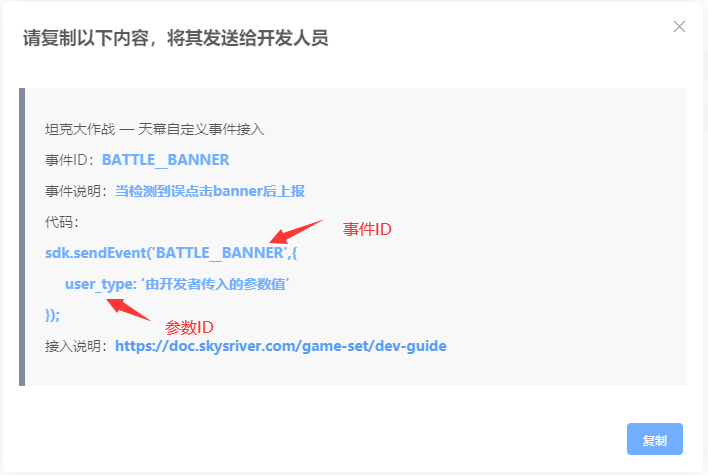 请复制以下内容，将其发送给开发人员
坦克大作战 — 天幕自定义事件接入
事件ID：BATTLE__BANNER
事件说明：当检测到误点击banner后上报
代码：
sdk.sendEvent('BATTLE__BANNER',{
事件ID
user_type: '由开发者传入的参数值'
});
参数ID
接入说明：https://doc.skysriver.com/game-set/dev-guide
复制